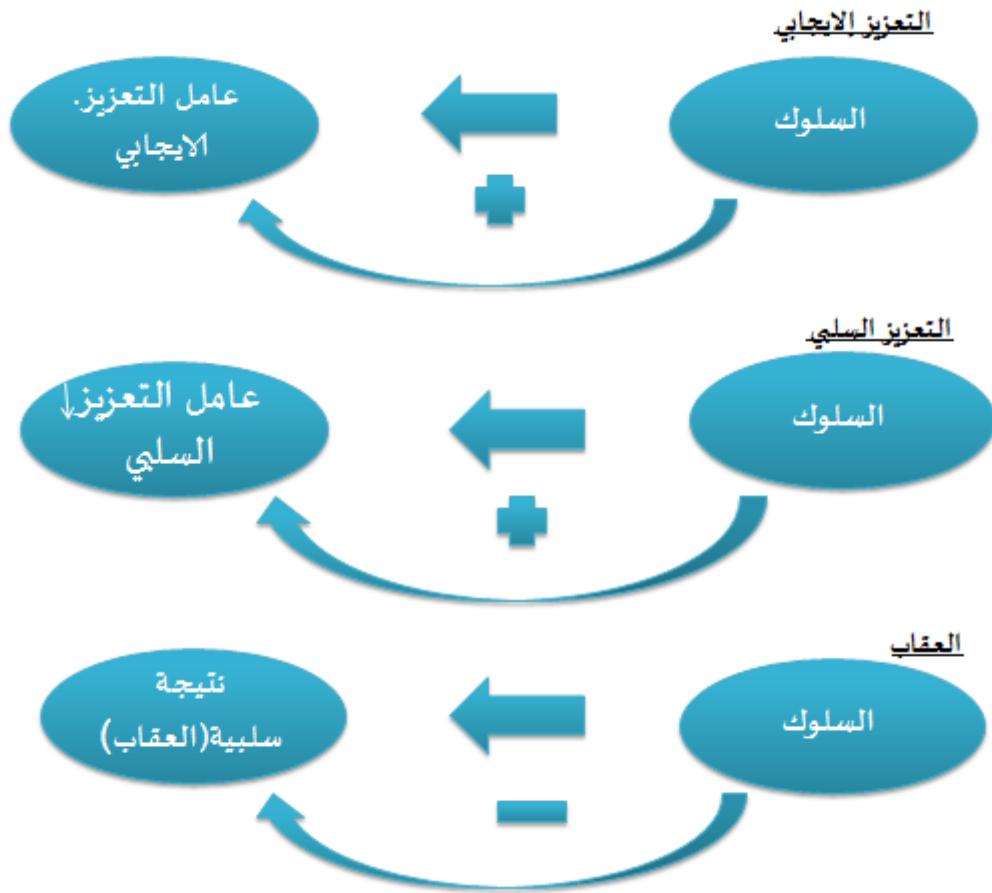 التعزيز الايجابي
السلوك
عامل التعزيز.
الايجابي
التعزيز السلبي
السلوك
عامل التعزيز↓
السلبي
العقاب
السلوك
نتيجة
سلبية(العقاب)